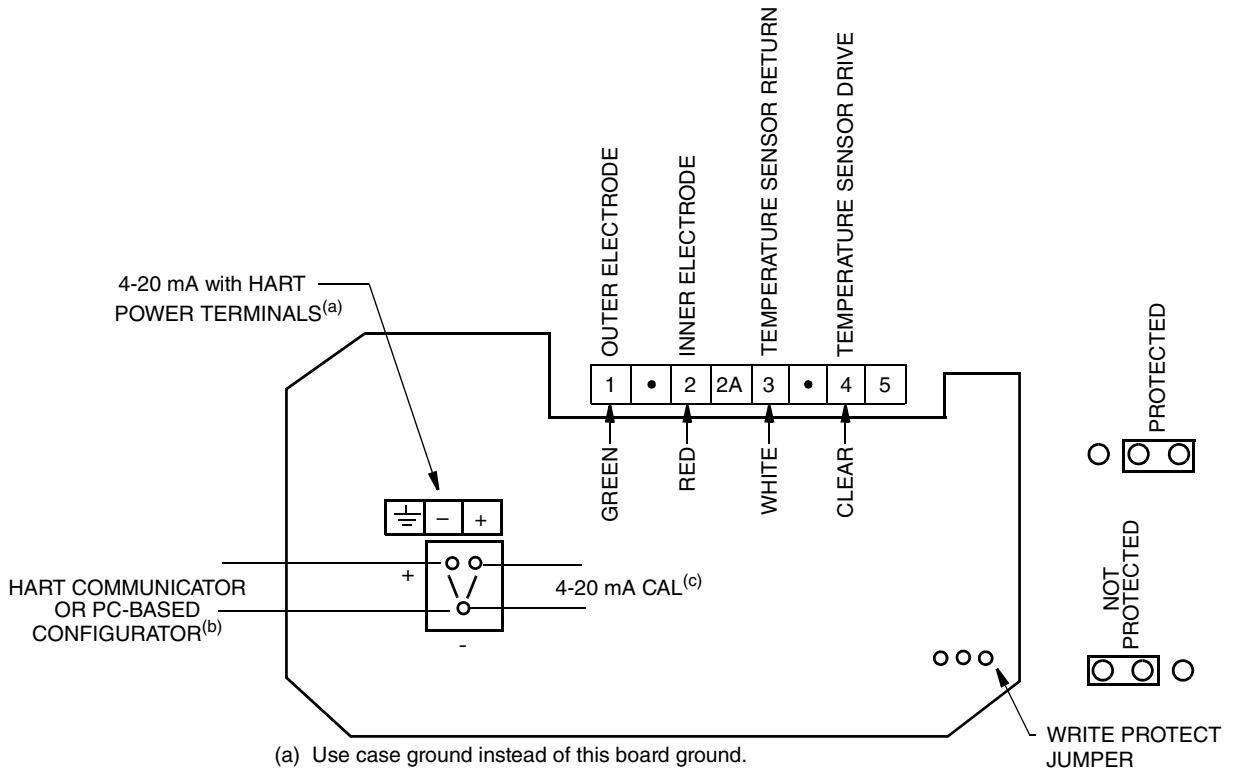 OUTER ELECTRODE
INNER ELECTRODE
TEMPERATURE SENSOR RETURN
TEMPERATURE SENSOR DRIVE
4-20 mA with HART
POWER TERMINALS(a)
1 • 2 2A 3 • 4 5
GREEN
RED
WHITE
CLEAR
PROTECTED
– +
+
HART COMMUNICATOR
OR PC-BASED
CONFIGURATOR(b)
4-20 mA CAL(c)
-
NOT
PROTECTED
WRITE PROTECT
JUMPER
(a) Use case ground instead of this board ground.